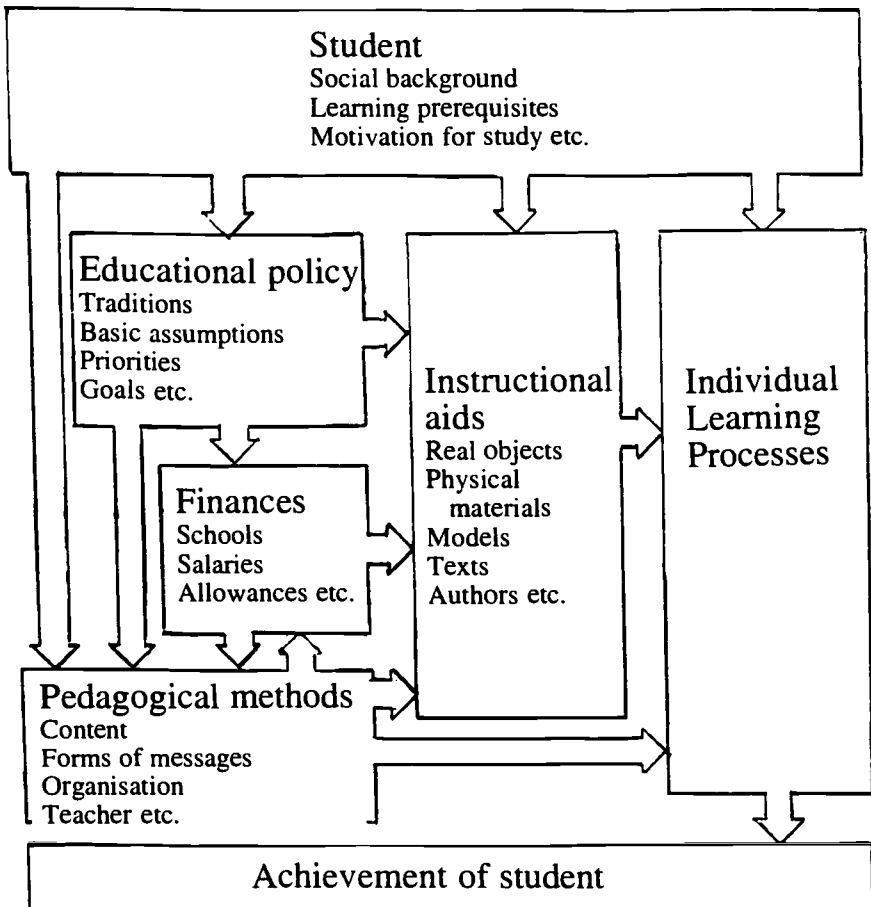 Student
Social background
Learning prerequisites
Motivation for study etc.
Educational policy
Traditions
Basic assumptions
Priorities
Goals etc.
Finances
Schools
Salaries
Allowances etc.
Pedagogical methods
Content
Forms of messages
Organisation
Teacher etc.
Instructional
aids
Real objects
Physical
materials
Models
Texts
Authors etc.
Individual
Learning
Processes
Achievement of student